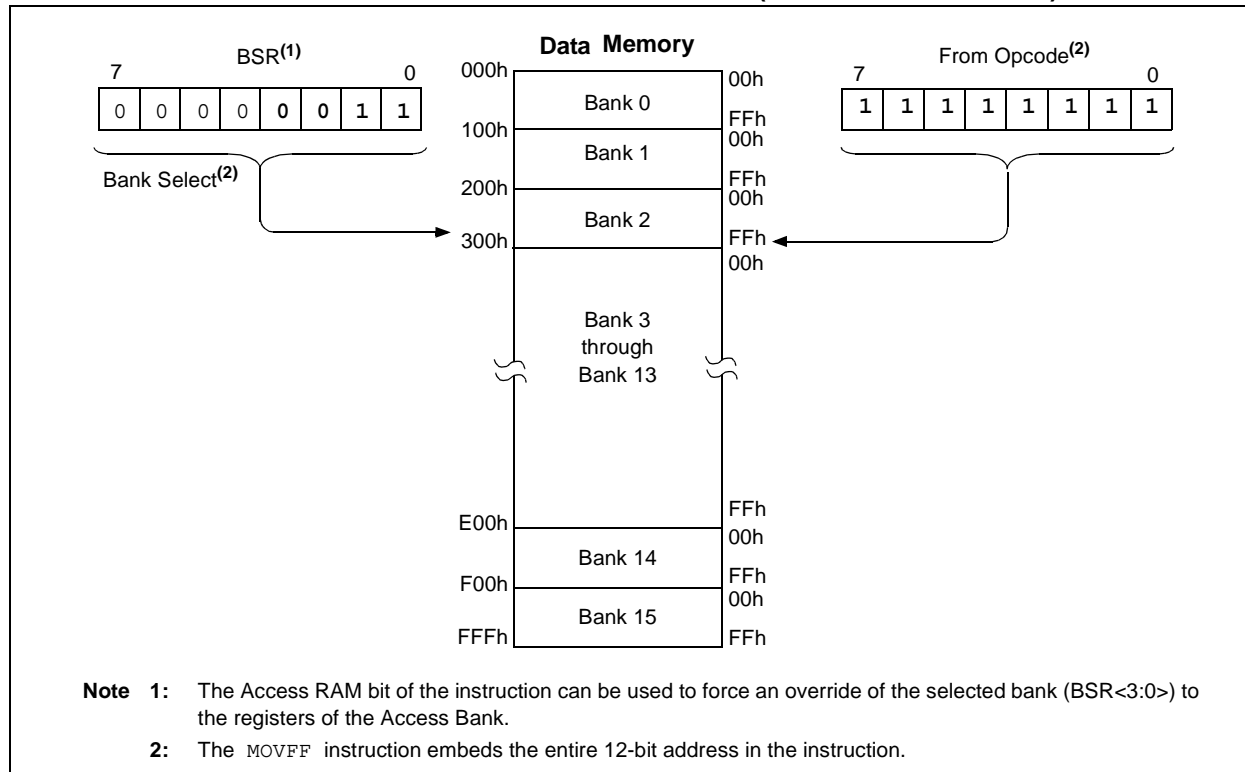 Data Memory
BSR(1)
7 0
0 0 0 0 0 0 1 1
Bank Select(2)
From Opcode(2)
7 0
1 1 1 1 1 1 1 1
000h
00h
Bank 0
FFh
100h
00h
Bank 1
FFh
200h
00h
Bank 2
FFh
300h
00h
Bank 3
through
Bank 13
FFh
E00h
00h
Bank 14
FFh
F00h
00h
Bank 15
FFFh
FFh
Note 1: The Access RAM bit of the instruction can be used to force an override of the selected bank (BSR<3:0>) to
the registers of the Access Bank.
2: The MOVFF instruction embeds the entire 12-bit address in the instruction.